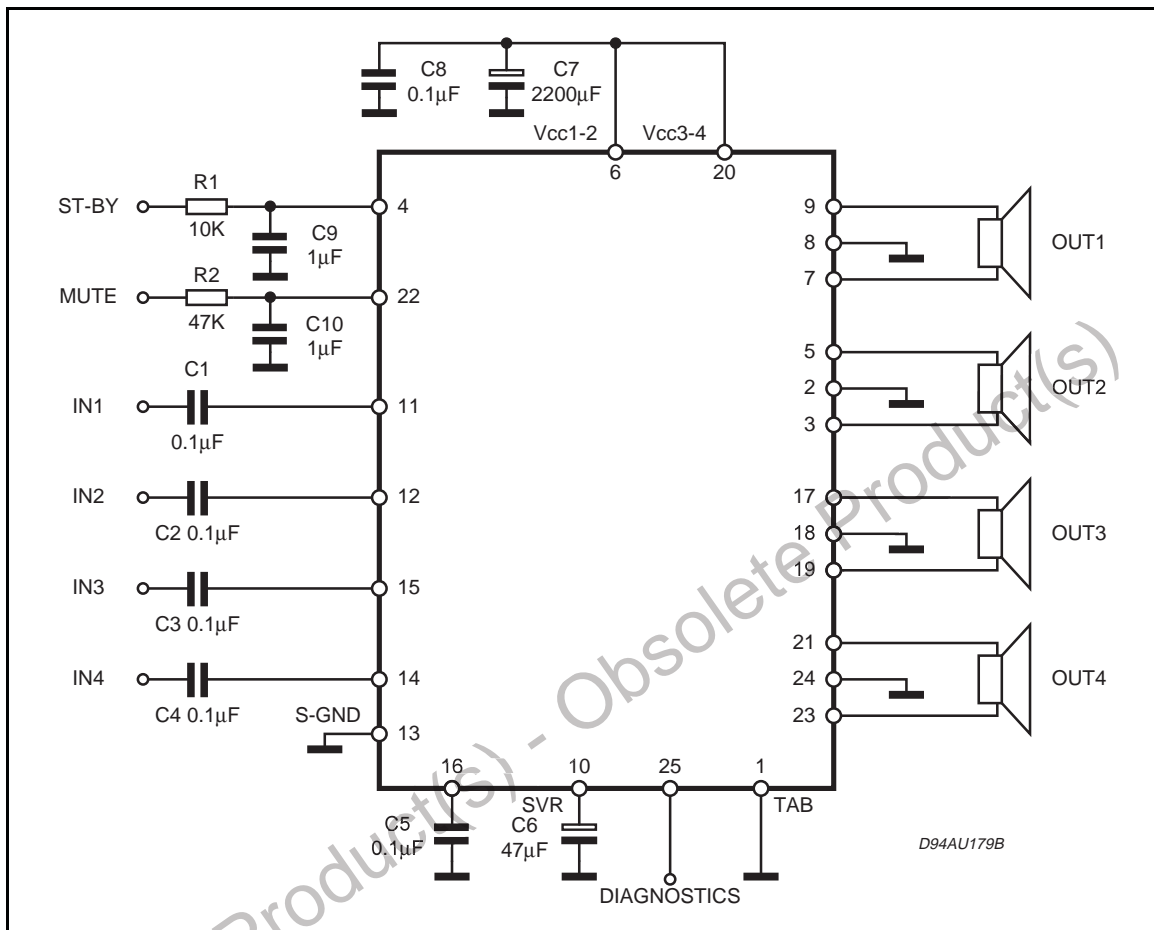 C8
0.1μF
C7
2200μF
Vcc1-2
Vcc3-4
6
20
ST-BY
R1
10K
4
C9
1μF
MUTE
R2
47K
22
C10
1μF
IN1
C1
0.1μF
11
IN2
C2 0.1μF
12
IN3
C3 0.1μF
15
IN4
C4 0.1μF
14
S-GND
13
9
8
7
OUT1
5
2
3
OUT2
17
18
19
OUT3
21
24
23
OUT4
16
C5
0.1μF
10
SVR
C6
47μF
25
DIAGNOSTICS
1
TAB
D94AU179B
Product(s) - Obsolete Product(s)